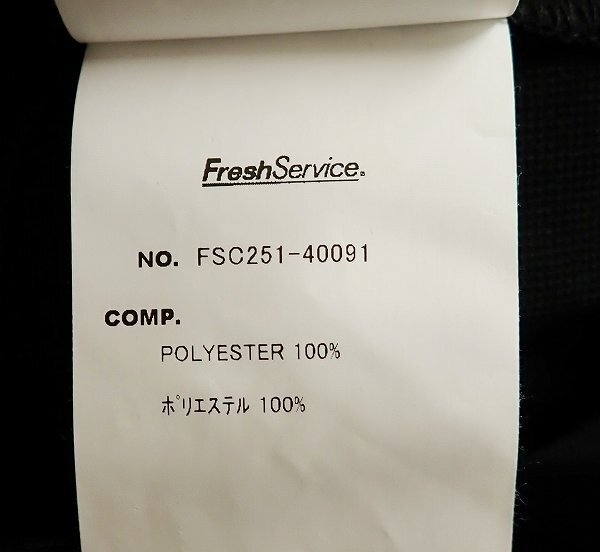 FreshService®
NO. FSC251-40091
COMP.
POLYESTER 100%
ﾎﾟﾘｴｽﾃﾙ 100%